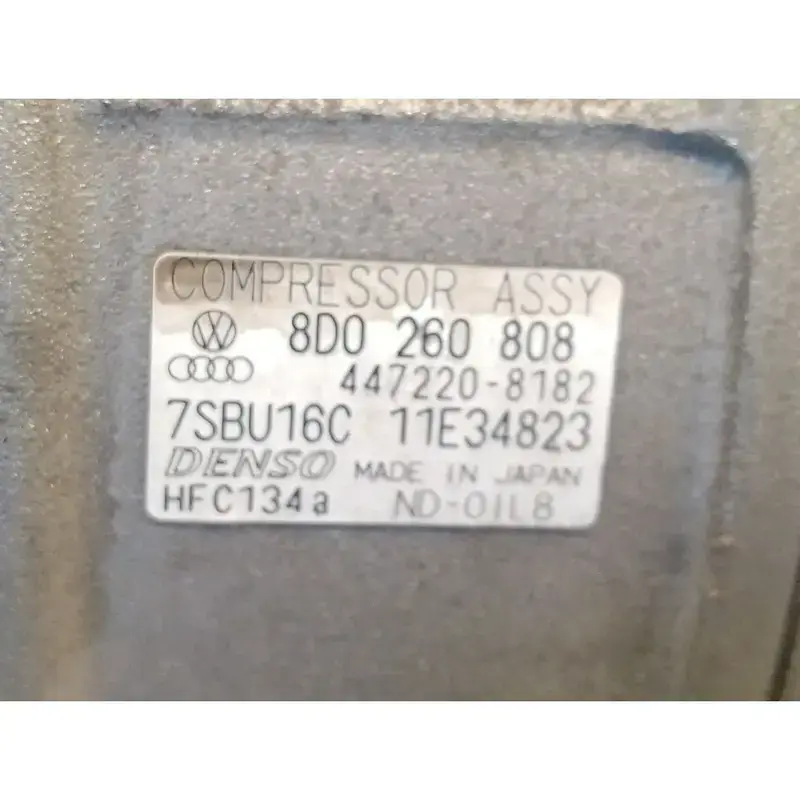 COMPRESSOR ASSY
8D0 260 808
447220-8182
7SBU16C 11E34823
DENSO MADE IN JAPAN
HFC134a ND-OIL8